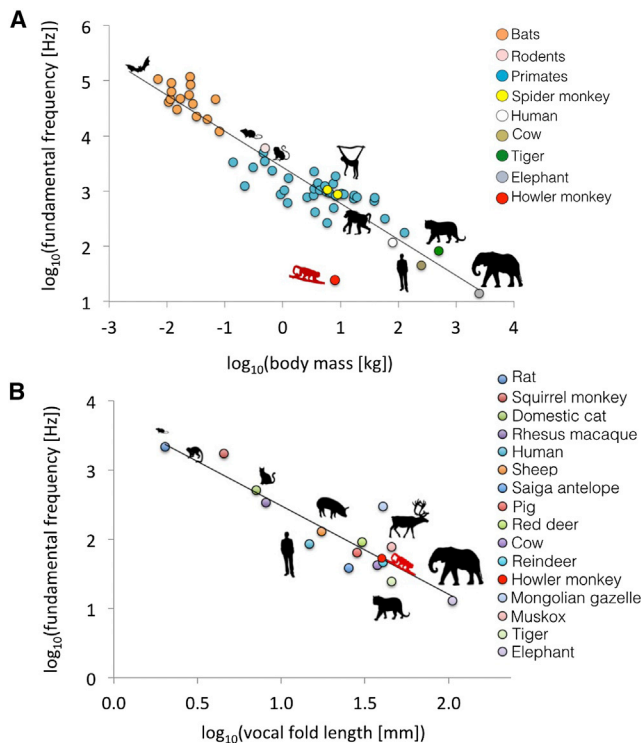 A
log10(fundamental frequency [Hz])
6
5
4
3
2
1
-3
-2
-1
0
1
2
3
4
log10(body mass [kg])
Bats
Rodents
Primates
Spider monkey
Human
Cow
Tiger
Elephant
Howler monkey
B
log10(fundamental frequency [Hz])
4
3
2
1
0
0.0
0.5
1.0
1.5
2.0
log10(vocal fold length [mm])
Rat
Squirrel monkey
Domestic cat
Rhesus macaque
Human
Sheep
Saiga antelope
Pig
Red deer
Cow
Reindeer
Howler monkey
Mongolian gazelle
Muskox
Tiger
Elephant